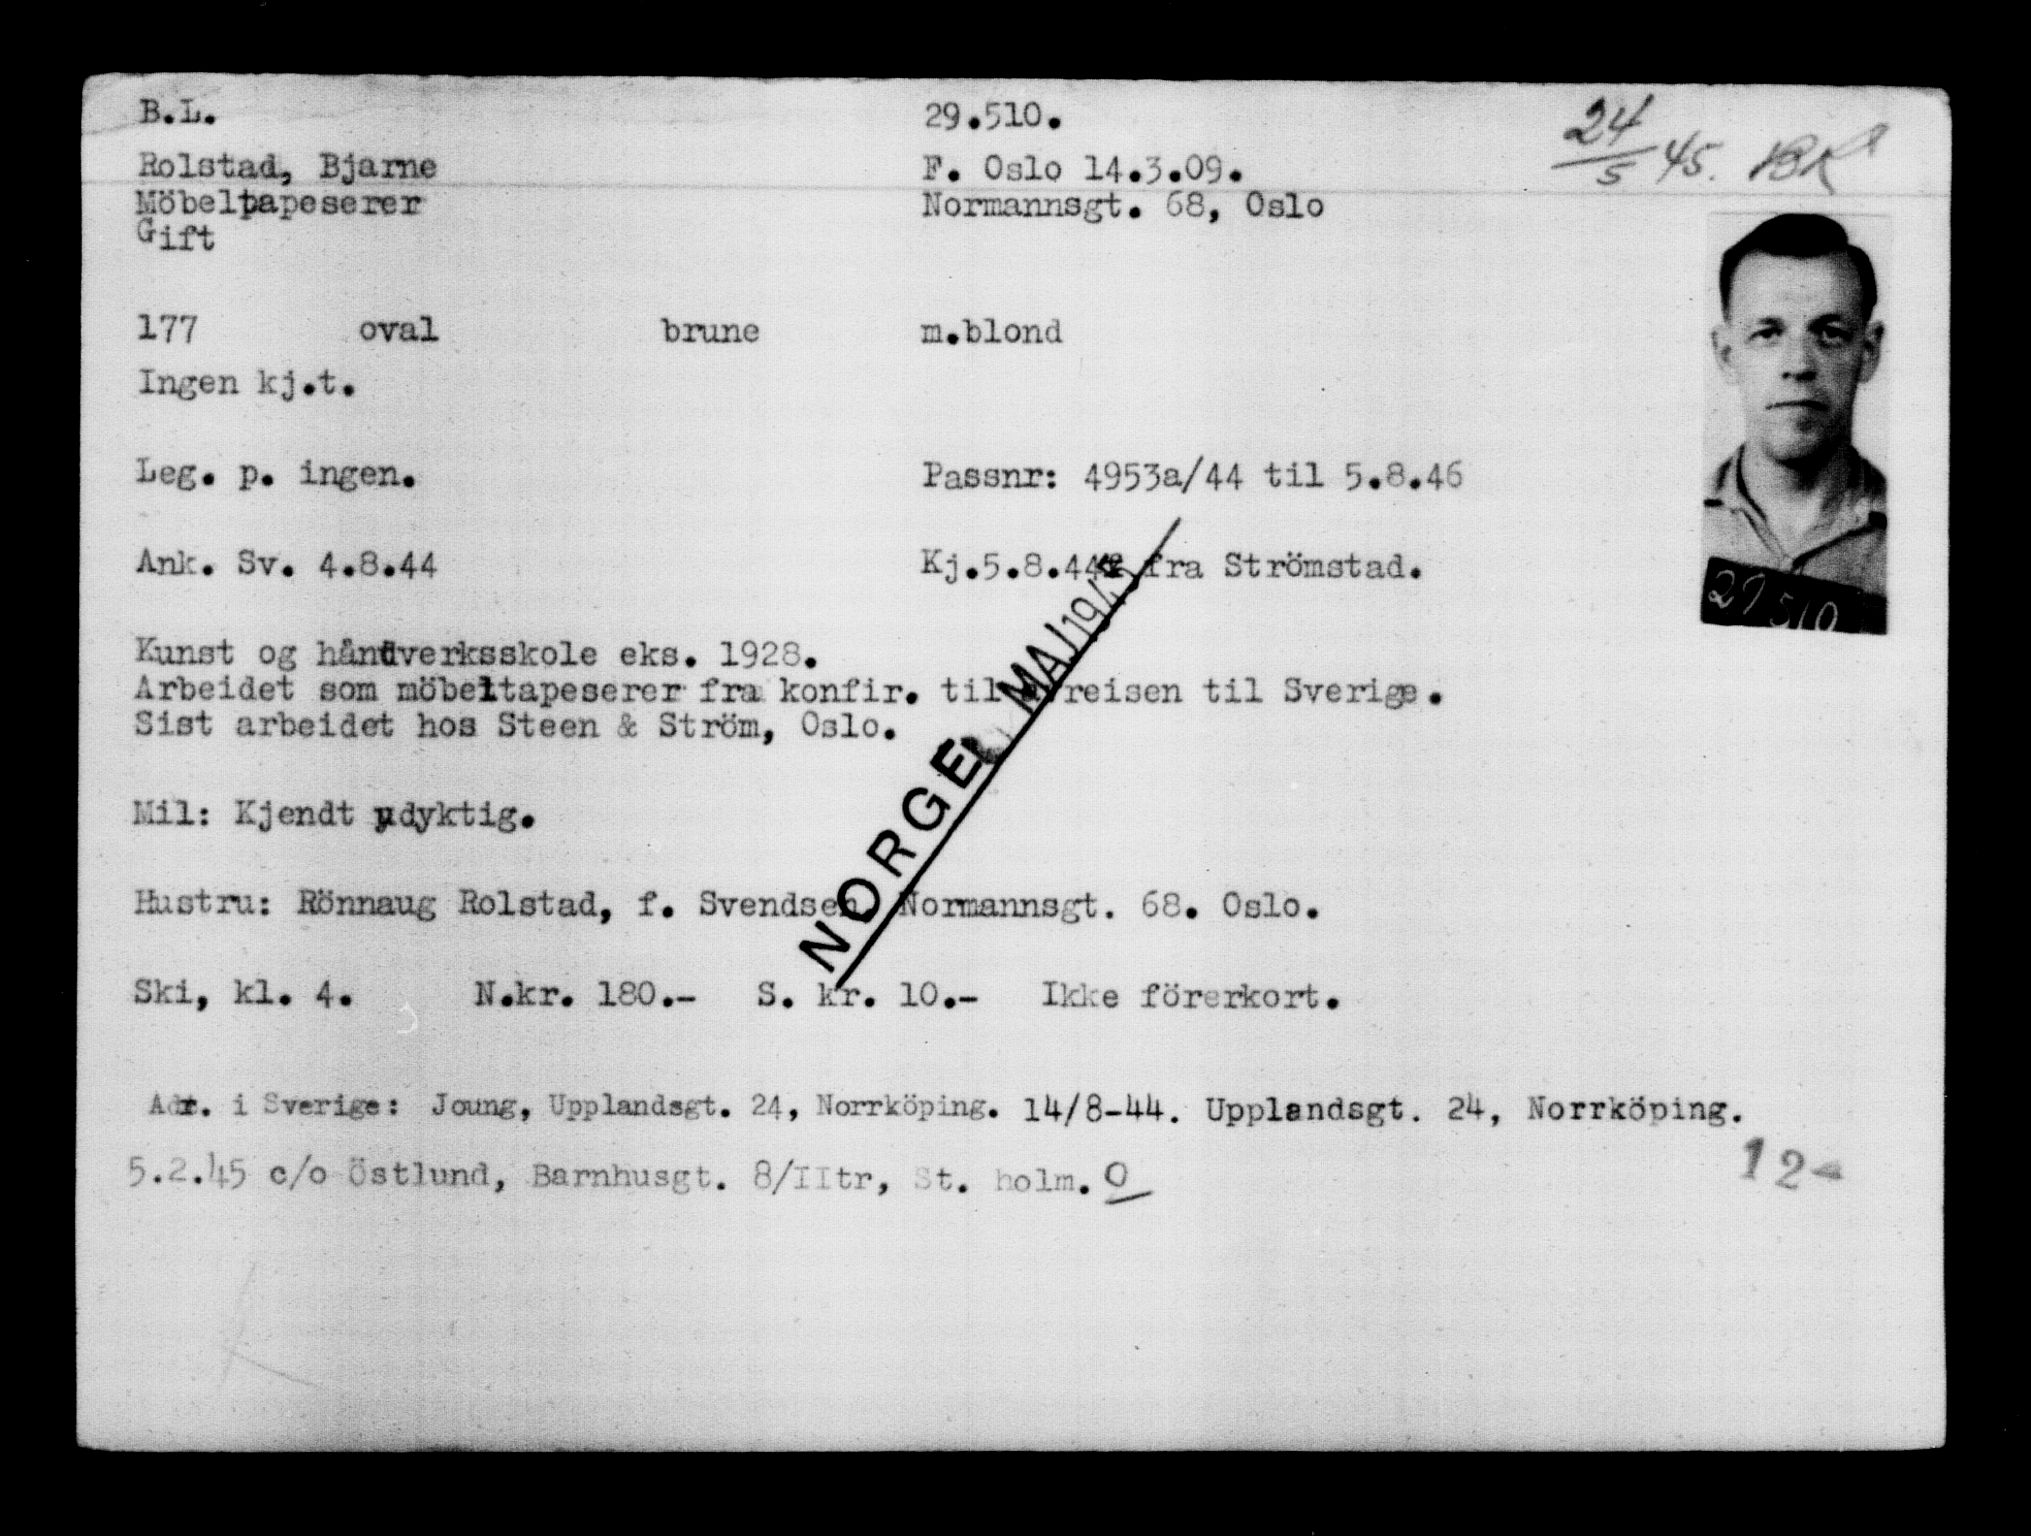 B.L. 29.510. 24/5 45.
Rolstad, Bjarne F. Oslo 14.3.09.
Möbeltapeserer Normannsgt. 68, Oslo
Gift
177 oval brune m.blond
Ingen kj.t.
Leg. p. ingen. Passnr: 4953a/44 til 5.8.46
Ank. Sv. 4.8.44 Kj.5.8.44 fra Strömstad.
29510
Kunst og håndverksskole eks. 1928.
Arbeidet som möbeltapeserer fra konfir. til avreisen til Sverige.
Sist arbeidet hos Steen & Ström, Oslo.
NORGE MAJ 1945
Mil: Kjendt udyktig.
Hustru: Rönnaug Rolstad, f. Svendsen. Normannsgt. 68. Oslo.
Ski, kl. 4. N.kr. 180.- S. kr. 10.- Ikke förerkort.
Adr. i Sverige: Joung, Upplandsgt. 24, Norrköping. 14/8-44. Upplandsgt. 24, Norrköping.
5.2.45 c/o Östlund, Barnhusgt. 8/IItr, St. holm. O
12-